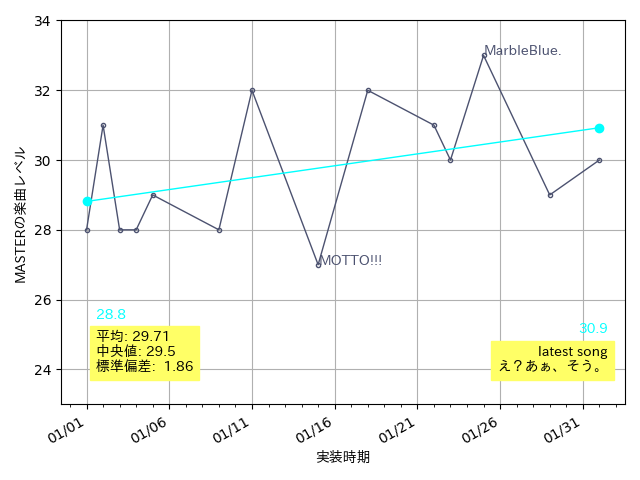 34
32
30
28
26
24
MASTERの楽曲レベル
MarbleBlue.
MOTTO!!!
28.8
平均: 29.71
中央値: 29.5
標準偏差: 1.86
30.9
latest song
え？あぁ、そう。
01/01
01/06
01/11
01/16
01/21
01/26
01/31
実装時期